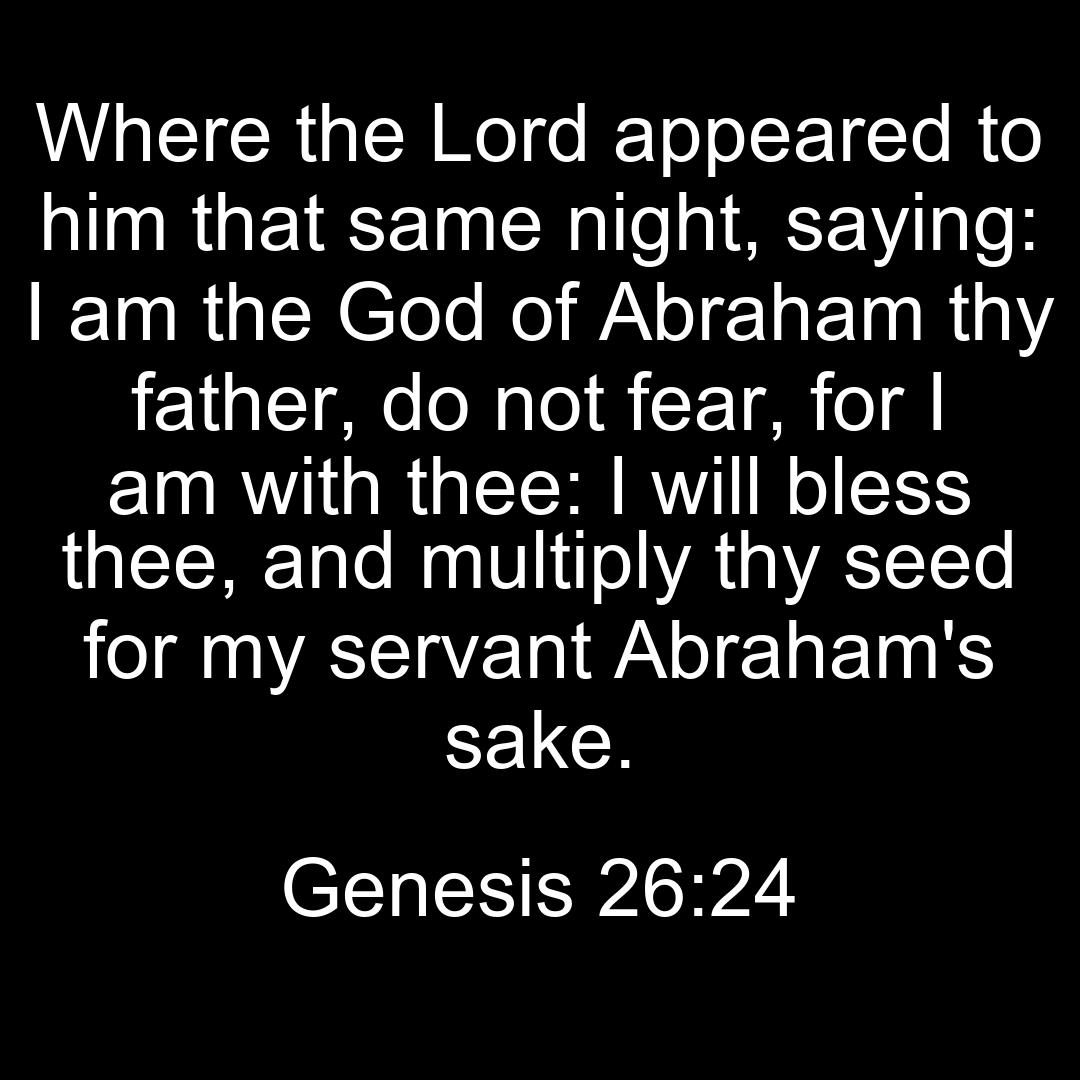 Where the Lord appeared to
him that same night, saying:
I am the God of Abraham thy
father, do not fear, for I
am with thee: I will bless
thee, and multiply thy seed
for my servant Abraham's
sake.
Genesis 26:24